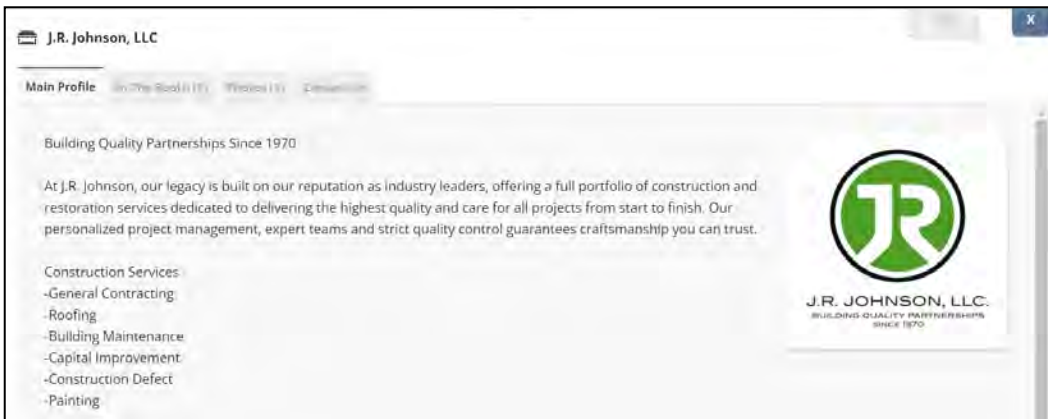 X
J.R. Johnson, LLC
Main Profile
Building Quality Partnerships Since 1970
At J.R. Johnson, our legacy is built on our reputation as industry leaders, offering a full portfolio of construction and
restoration services dedicated to delivering the highest quality and care for all projects from start to finish. Our
personalized project management, expert teams and strict quality control guarantees craftsmanship you can trust.
Construction Services
-General Contracting
-Roofing
-Building Maintenance
-Capital Improvement
-Construction Defect
-Painting
JR
J.R. JOHNSON, LLC.
BUILDING QUALITY PARTNERSHIPS
SINCE 1970